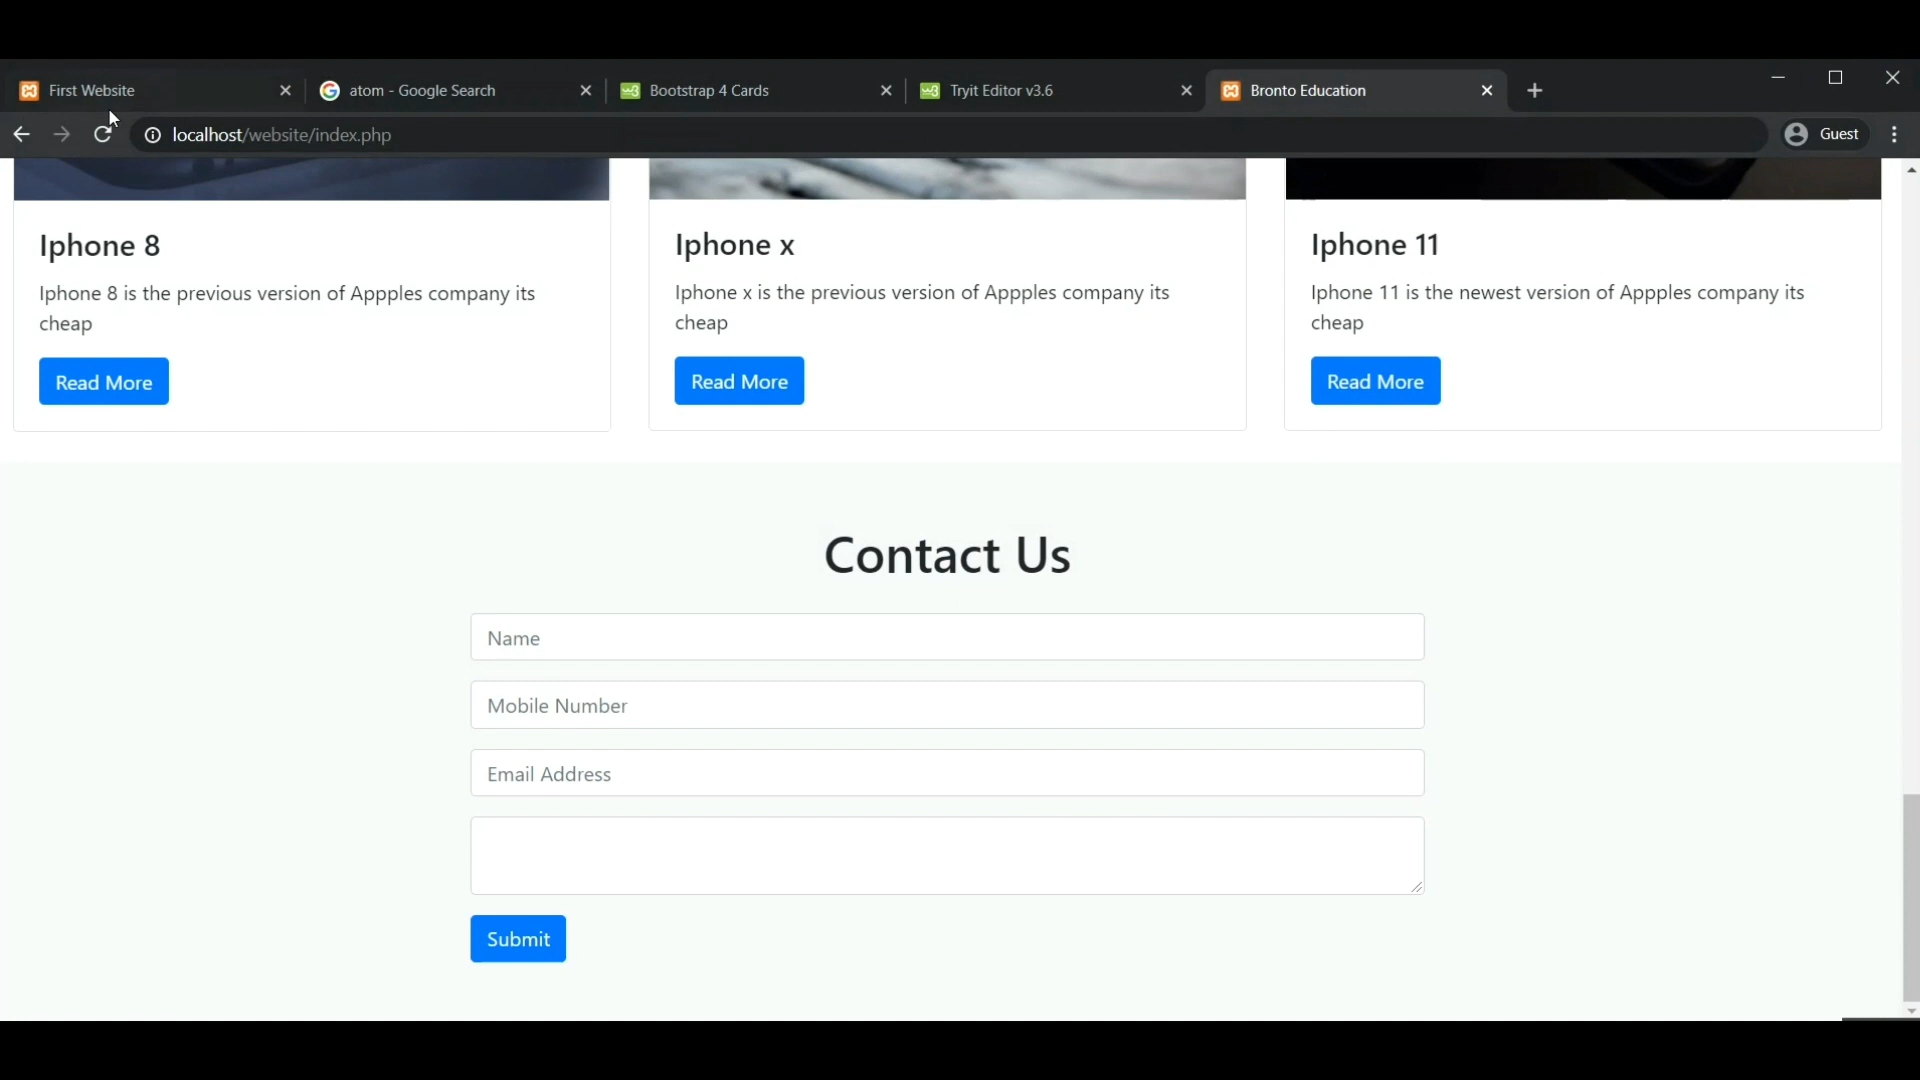 First Website
atom - Google Search
Bootstrap 4 Cards
Tryit Editor v3.6
Bronto Education
localhost/website/index.php
Guest
Iphone 8
Iphone 8 is the previous version of Appples company its
cheap
Read More
Iphone x
Iphone x is the previous version of Appples company its
cheap
Read More
Iphone 11
Iphone 11 is the newest version of Appples company its
cheap
Read More
Contact Us
Name
Mobile Number
Email Address
Submit